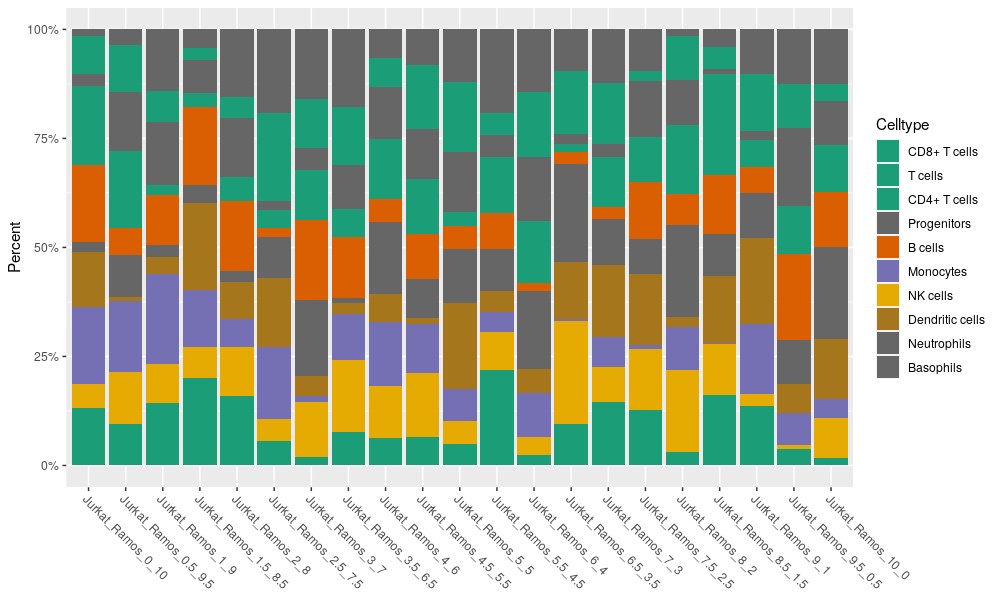 100%
75%
50%
25%
0%
Percent
Jurkat_Ramos_0_10
Jurkat_Ramos_05_9.5
Jurkat_Ramos_1_9
Jurkat_Ramos_1.5_8.5
Jurkat_Ramos_2_8
Jurkat_Ramos_2.5_7.5
Jurkat_Ramos_3_7
Jurkat_Ramos_3.5_6.5
Jurkat_Ramos_4_6
Jurkat_Ramos_4.5_5.5
Jurkat_Ramos_5_5
Jurkat_Ramos_5.5_4.5
Jurkat_Ramos_6_4
Jurkat_Ramos_6.5_3.5
Jurkat_Ramos_7_3
Jurkat_Ramos_7.5_2.5
Jurkat_Ramos_8_2
Jurkat_Ramos_8.5_1.5
Jurkat_Ramos_9_1
Jurkat_Ramos_9.5_0.5
Jurkat_Ramos_10_0
Celltype
CD8+ T cells
T cells
CD4+ T cells
Progenitors
B cells
Monocytes
NK cells
Dendritic cells
Neutrophils
Basophils